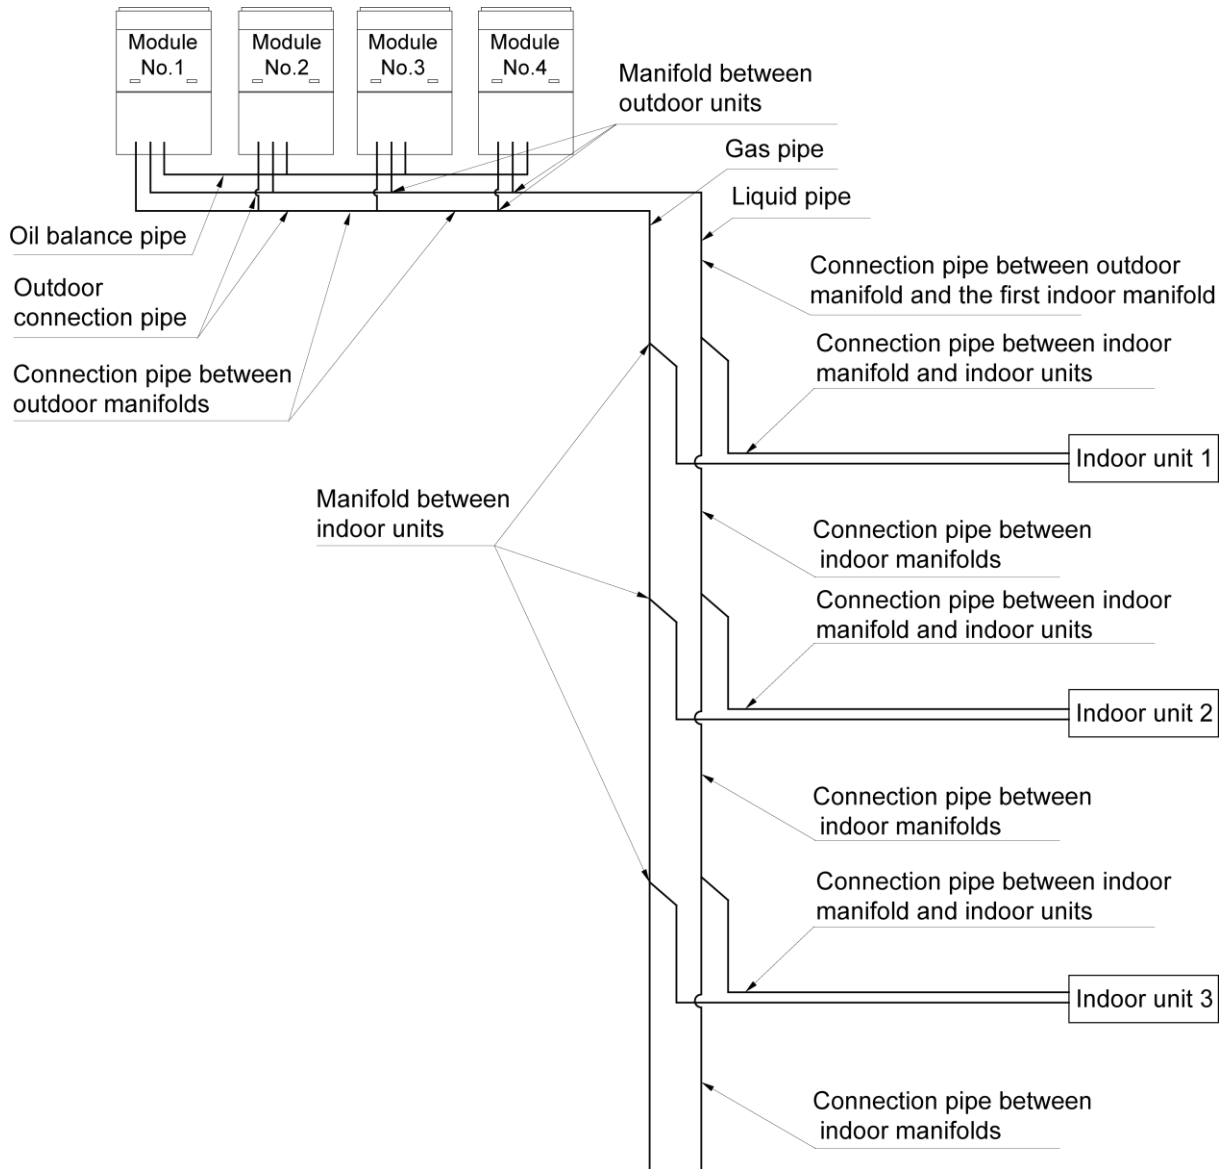 Module
No.1
Module
No.2
Module
No.3
Module
No.4
Manifold between
outdoor units
Gas pipe
Liquid pipe
Oil balance pipe
Outdoor
connection pipe
Connection pipe between
outdoor manifolds
Connection pipe between outdoor
manifold and the first indoor manifold
Connection pipe between indoor
manifold and indoor units
Indoor unit 1
Manifold between
indoor units
Connection pipe between
indoor manifolds
Connection pipe between indoor
manifold and indoor units
Indoor unit 2
Connection pipe between
indoor manifolds
Connection pipe between indoor
manifold and indoor units
Indoor unit 3
Connection pipe between
indoor manifolds